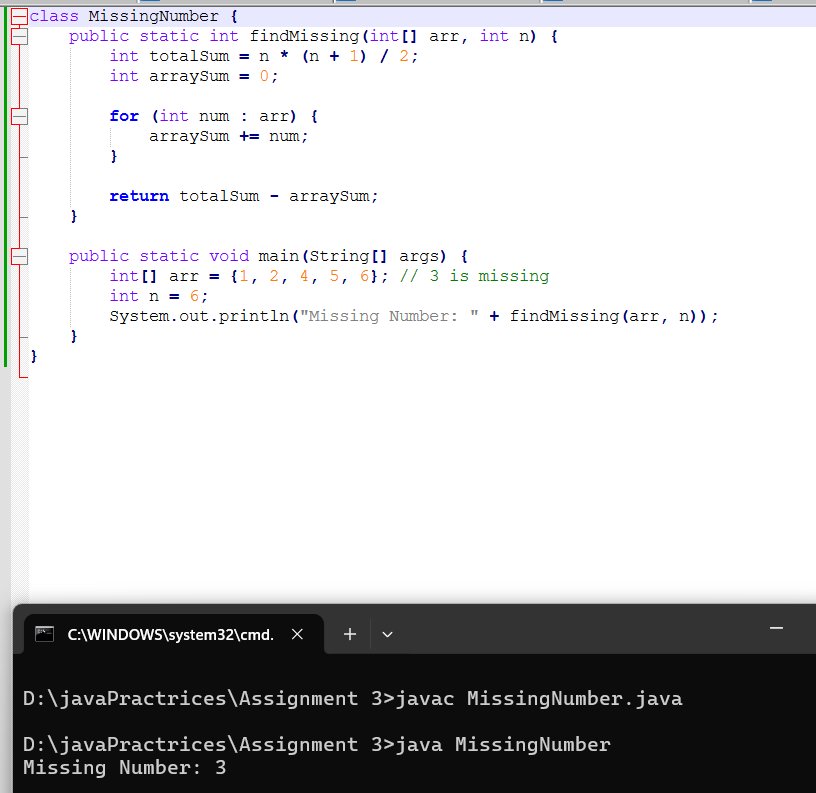 class MissingNumber {
    public static int findMissing(int[] arr, int n) {
        int totalSum = n * (n + 1) / 2;
        int arraySum = 0;

        for (int num : arr) {
            arraySum += num;
        }

        return totalSum - arraySum;
    }

    public static void main(String[] args) {
        int[] arr = {1, 2, 4, 5, 6}; // 3 is missing
        int n = 6;
        System.out.println("Missing Number: " + findMissing(arr, n));
    }
}
C:\WINDOWS\system32\cmd.
D:\javaPractrices\Assignment 3>javac MissingNumber.java

D:\javaPractrices\Assignment 3>java MissingNumber
Missing Number: 3